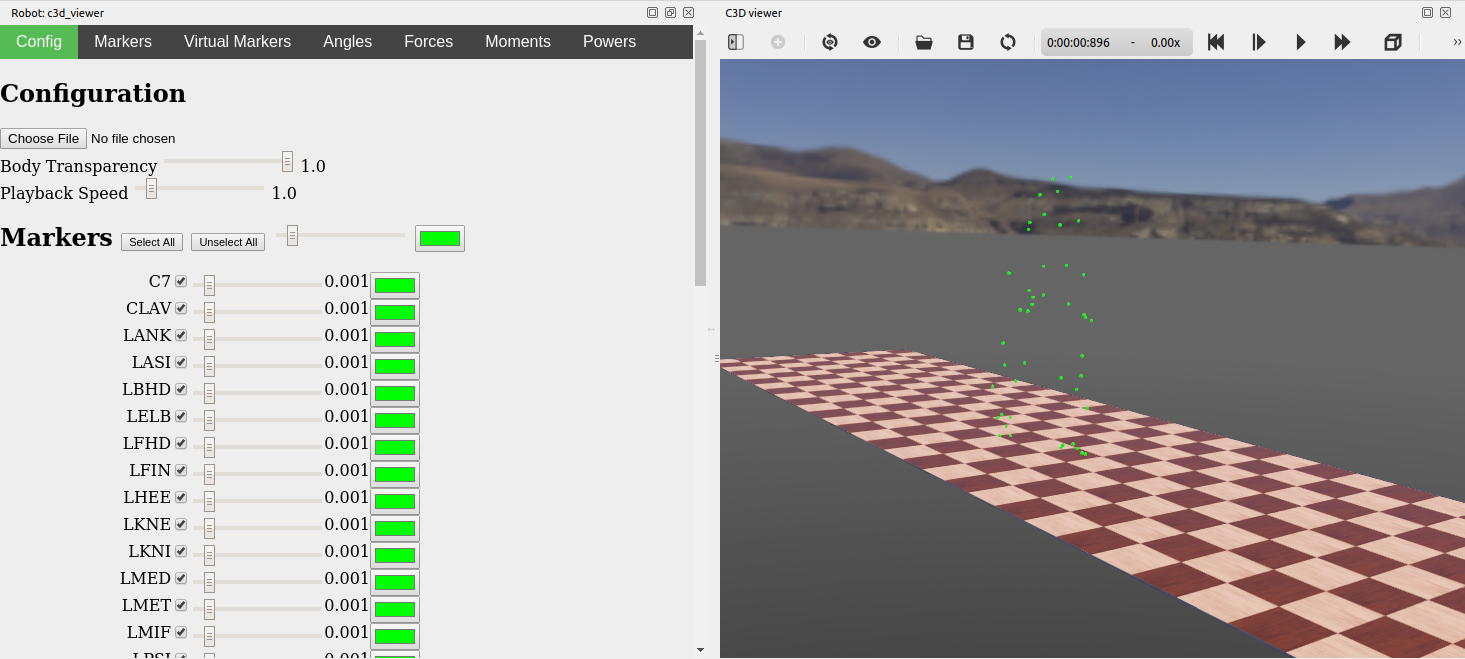 Robot: c3d_viewer
Config Markers Virtual Markers Angles Forces Moments Powers
Configuration
Choose File No file chosen
Body Transparency 1.0
Playback Speed 1.0
Markers Select All Unselect All
C7 0.001
CLAV 0.001
LANK 0.001
LASI 0.001
LBHD 0.001
LELB 0.001
LFHD 0.001
LFIN 0.001
LHEE 0.001
LKNE 0.001
LKNI 0.001
LMED 0.001
LMET 0.001
LMIF 0.001
LPSI 0.001
C3D viewer
0:00:00:896 - 0.00x